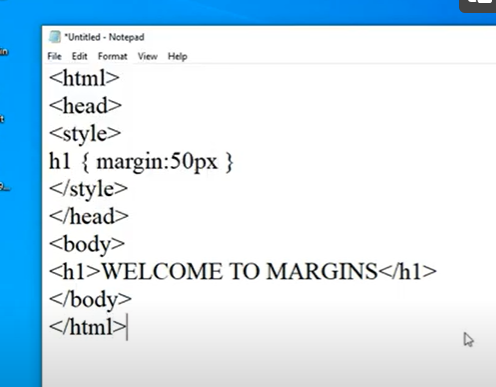 *Untitled - Notepad
File Edit Format View Help
<html>
<head>
<style>
h1 { margin:50px }
</style>
</head>
<body>
<h1>WELCOME TO MARGINS</h1>
</body>
</html>